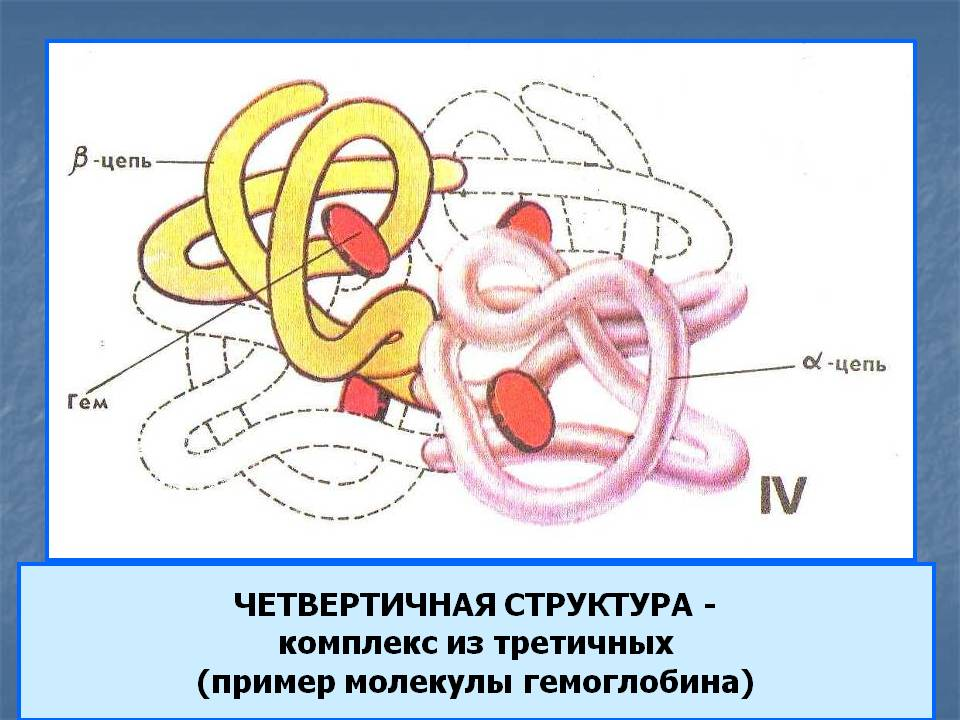 β-цепь
α-цепь
Гем
IV
ЧЕТВЕРТИЧНАЯ СТРУКТУРА -
комплекс из третичных
(пример молекулы гемоглобина)